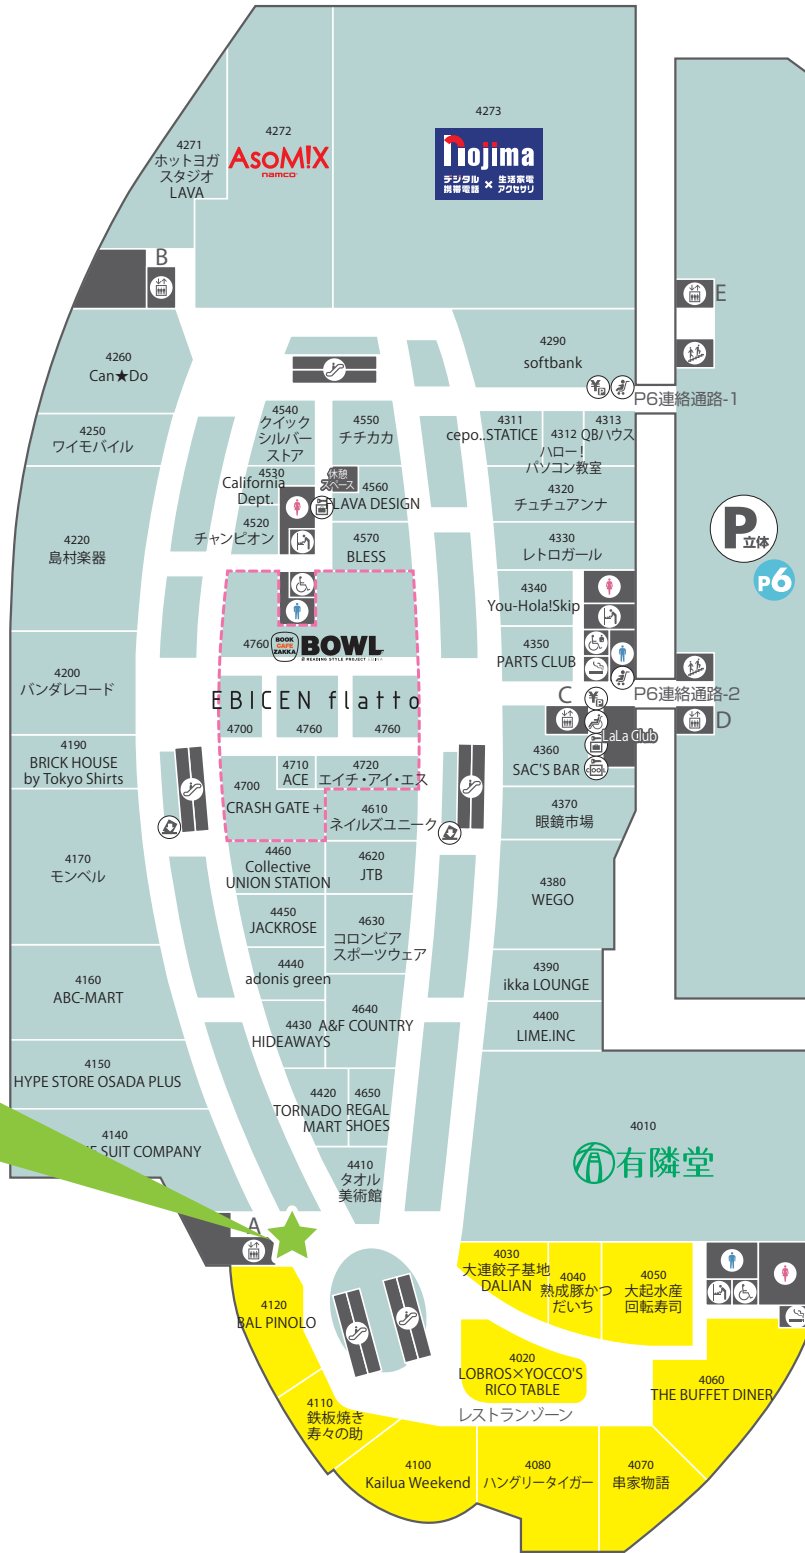 4273
nojima
デジタル
携帯電話
×
生活家電
アクセサリ
4272
AsoM!X
namco
4271
ホットヨガ
スタジオ
LAVA
B
E
4260
Can★Do
4290
softbank
P6連絡通路-1
4250
ワイモバイル
4540
クイック
シルバー
ストア
4550
チチカカ
4311
cepo..STATICE
4312
ハロー！
パソコン教室
4313
QBハウス
4530
California
Dept.
休憩
スペース
4560
FLAVA DESIGN
4320
チュチュアンナ
4220
島村楽器
4520
チャンピオン
4570
BLESS
4330
レトロガール
P
立体
P6
4340
You-Hola!Skip
4760
BOOK
CAFE
ZAKKA
BOWL
4350
PARTS CLUB
4200
バンダレコード
EBICEN flatto
4700
4760
4760
P6連絡通路-2
C
D
LaLa Club
4190
BRICK HOUSE
by Tokyo Shirts
4700
CRASH GATE＋
4710
ACE
4720
エイチ・アイ・エス
4360
SAC'S BAR
4610
ネイルズユニーク
4370
眼鏡市場
4170
モンベル
4460
Collective
UNION STATION
4620
JTB
4380
WEGO
4450
JACKROSE
4630
コロンビア
スポーツウェア
4160
ABC-MART
4440
adonis green
4390
ikka LOUNGE
4430
HIDEAWAYS
4640
A&F COUNTRY
4400
LIME.INC
4150
HYPE STORE OSADA PLUS
4420
TORNADO
MART
4650
REGAL
SHOES
4140
SUIT COMPANY
4010
有隣堂
4410
タオル
美術館
A
4030
大連餃子基地
DALIAN
4040
熟成豚かつ
だいち
4050
大起水産
回転寿司
4120
BAL PINOLO
4020
LOBROS×YOCCO'S
RICO TABLE
4060
THE BUFFET DINER
レストランゾーン
4110
鉄板焼き
寿々の助
4100
Kailua Weekend
4080
ハングリータイガー
4070
串家物語